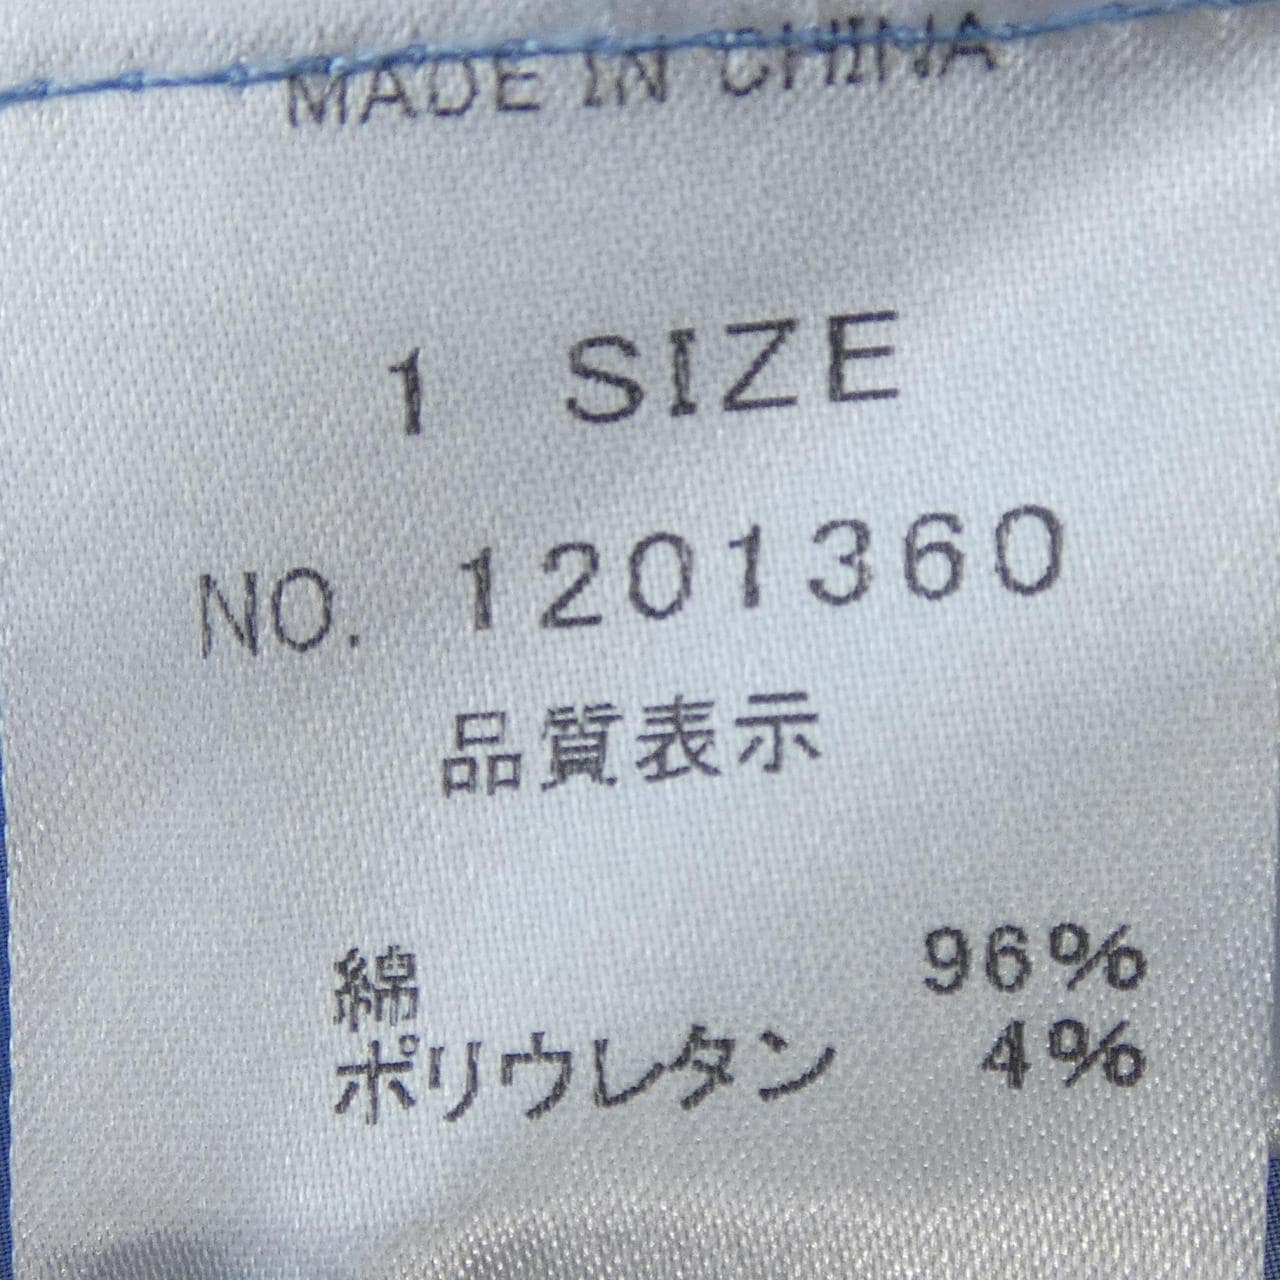 MADE IN CHINA
1 SIZE
NO. 1201360
品質表示
綿 96%
ポリウレタン 4%